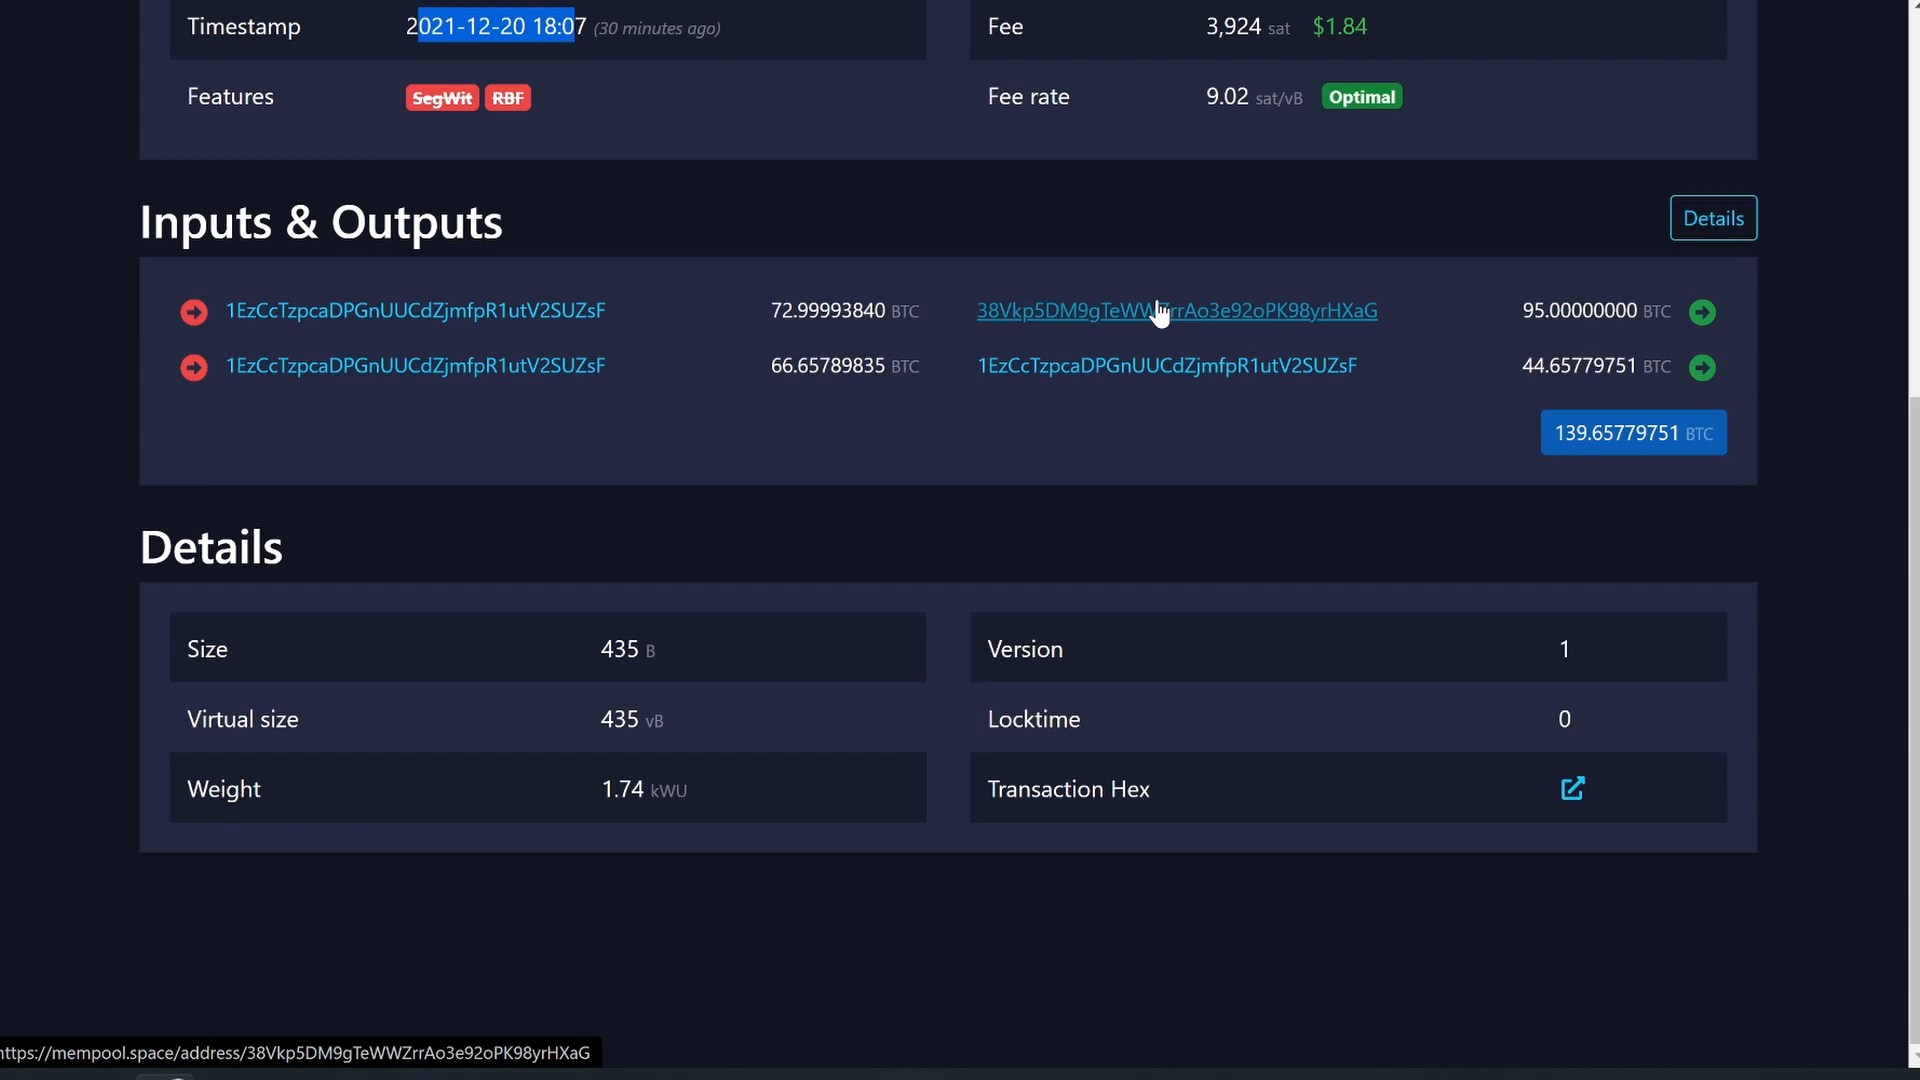 Timestamp 2021-12-20 18:07 (30 minutes ago) Fee 3,924 sat $1.84
Features SegWit RBF Fee rate 9.02 sat/vB Optimal
Inputs & Outputs Details
1EzCcTzpcaDPGnUUCdZjmfpR1utV2SUZsF 72.99993840 BTC 38Vkp5DM9gTeWWZrrAo3e92oPK98yrHXaG 95.00000000 BTC
1EzCcTzpcaDPGnUUCdZjmfpR1utV2SUZsF 66.65789835 BTC 1EzCcTzpcaDPGnUUCdZjmfpR1utV2SUZsF 44.65779751 BTC
139.65779751 BTC
Details
Size 435 B Version 1
Virtual size 435 vB Locktime 0
Weight 1.74 kWU Transaction Hex
https://mempool.space/address/38Vkp5DM9gTeWWZrrAo3e92oPK98yrHXaG